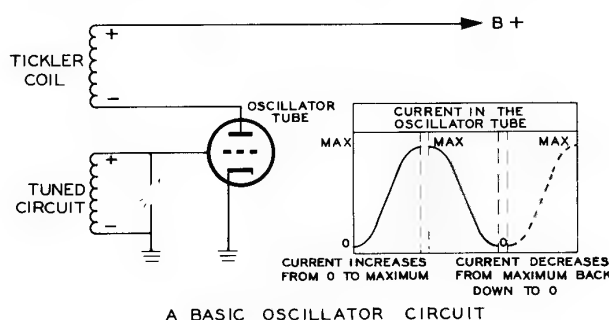 +
B +
TICKLER
COIL
−
OSCILLATOR
TUBE
+
TUNED
CIRCUIT
−
CURRENT IN THE
OSCILLATOR TUBE
MAX MAX MAX
0 0
CURRENT INCREASES
FROM 0 TO MAXIMUM
CURRENT DECREASES
FROM MAXIMUM BACK
DOWN TO 0
A BASIC OSCILLATOR CIRCUIT